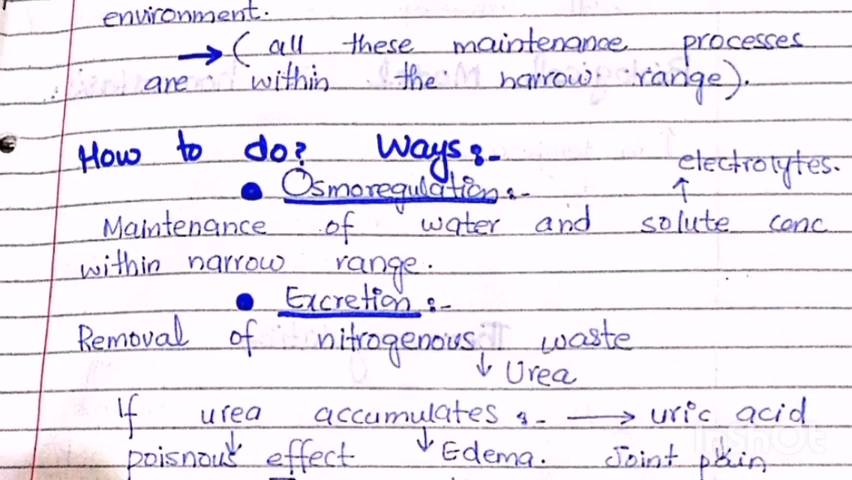 environment.
→ ( all these maintenance processes
are within the narrow range).
How to do? Ways :-
electrolytes.
↑
• Osmoregulation :-
Maintenance of water and solute conc
within narrow range.
• Excretion :-
Removal of nitrogenous waste
↓ Urea
If urea accumulates :- → uric acid
↓ ↓ ↓
poisnous effect Edema. Joint pain
InShOt